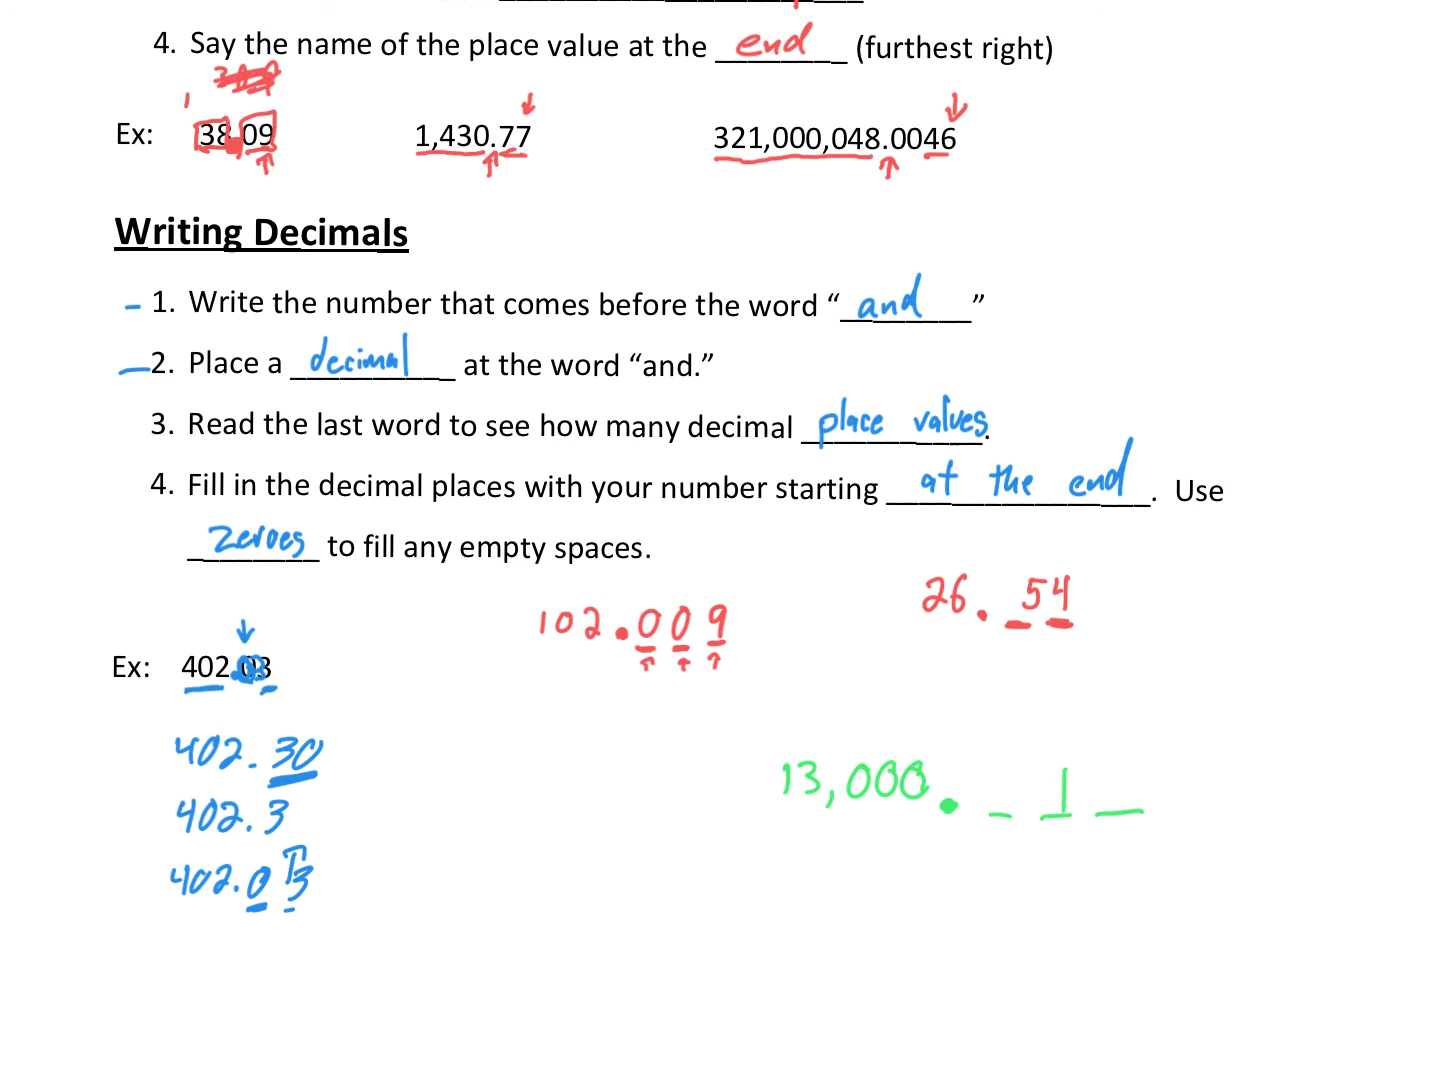 4. Say the name of the place value at the end (furthest right)
Ex: 38.09 1,430.77 321,000,048.0046
Writing Decimals
- 1. Write the number that comes before the word “and”
- 2. Place a decimal at the word “and.”
3. Read the last word to see how many decimal place values.
4. Fill in the decimal places with your number starting at the end. Use
zeroes to fill any empty spaces.
26. 54
102.009
Ex: 402.03
402.30
13,000. _ 1 _
402.3
402.03